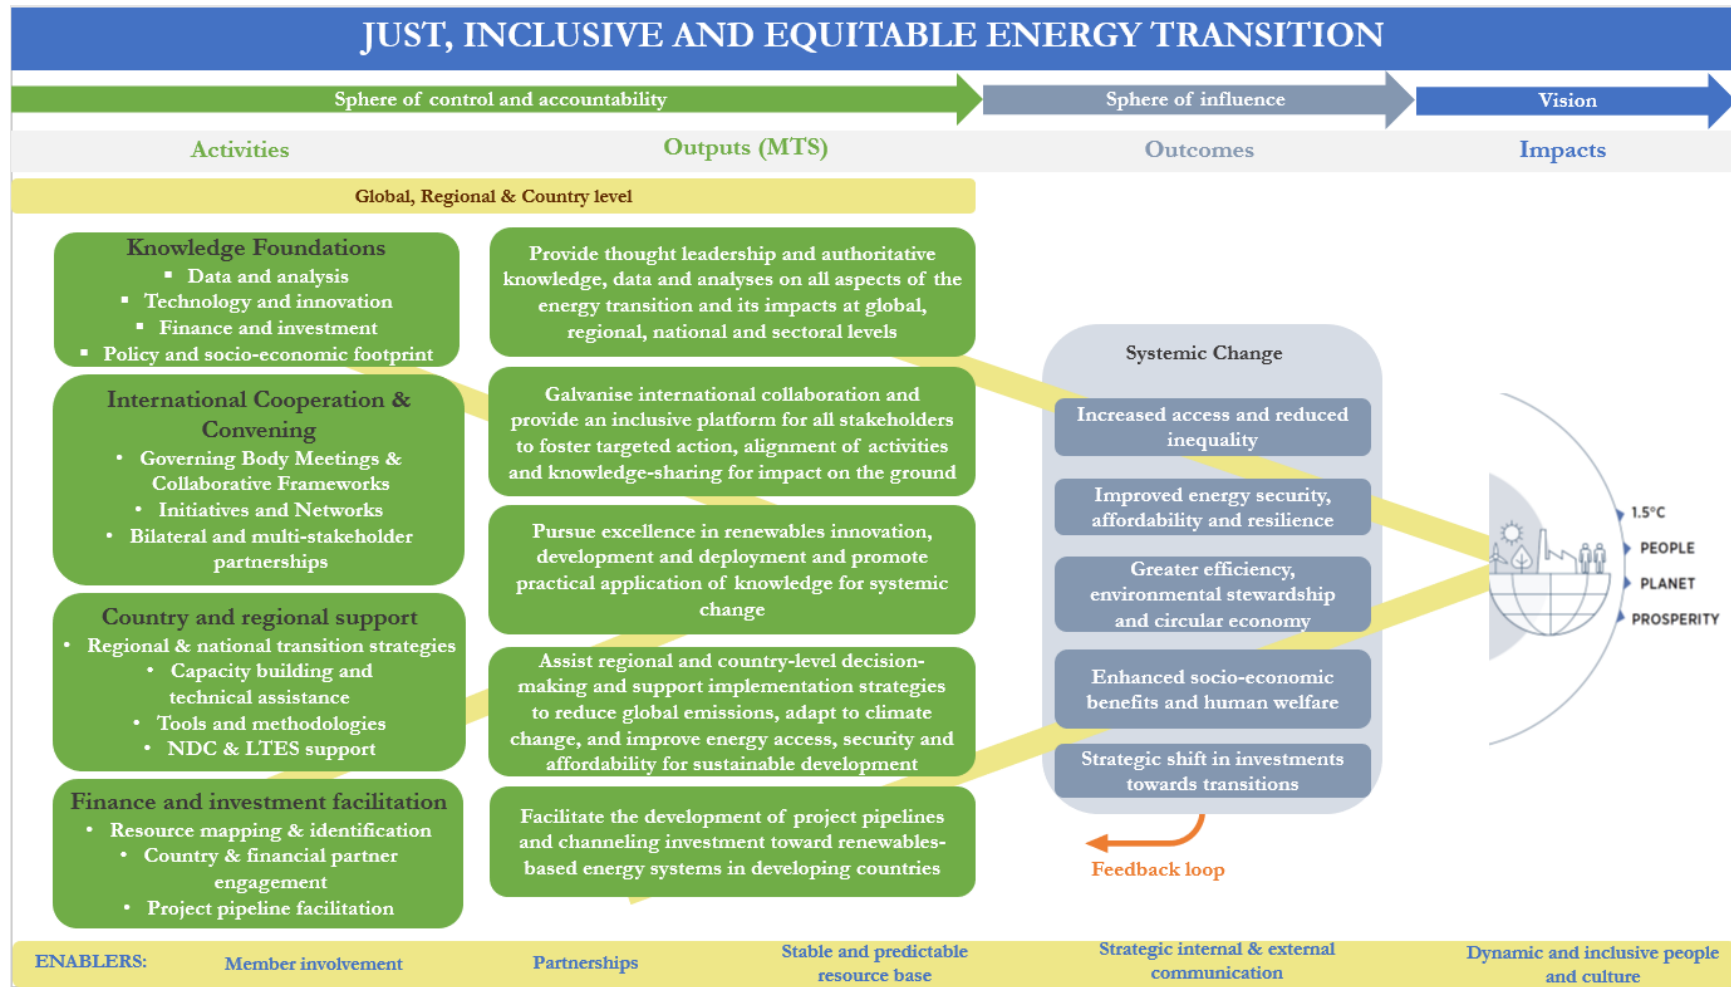 JUST, INCLUSIVE AND EQUITABLE ENERGY TRANSITION
Sphere of control and accountability
Sphere of influence
Vision
Activities
Outputs (MTS)
Outcomes
Impacts
Global, Regional & Country level
Knowledge Foundations
▪ Data and analysis
▪ Technology and innovation
▪ Finance and investment
▪ Policy and socio-economic footprint
International Cooperation &
Convening
• Governing Body Meetings &
Collaborative Frameworks
• Initiatives and Networks
• Bilateral and multi-stakeholder
partnerships
Country and regional support
• Regional & national transition strategies
• Capacity building and
technical assistance
• Tools and methodologies
• NDC & LTES support
Finance and investment facilitation
• Resource mapping & identification
• Country & financial partner
engagement
• Project pipeline facilitation
Provide thought leadership and authoritative
knowledge, data and analyses on all aspects of the
energy transition and its impacts at global,
regional, national and sectoral levels
Galvanise international collaboration and
provide an inclusive platform for all stakeholders
to foster targeted action, alignment of activities
and knowledge-sharing for impact on the ground
Pursue excellence in renewables innovation,
development and deployment and promote
practical application of knowledge for systemic
change
Assist regional and country-level decision-
making and support implementation strategies
to reduce global emissions, adapt to climate
change, and improve energy access, security and
affordability for sustainable development
Facilitate the development of project pipelines
and channeling investment toward renewables-
based energy systems in developing countries
Systemic Change
Increased access and reduced
inequality
Improved energy security,
affordability and resilience
Greater efficiency,
environmental stewardship
and circular economy
Enhanced socio-economic
benefits and human welfare
Strategic shift in investments
towards transitions
Feedback loop
1.5°C
PEOPLE
PLANET
PROSPERITY
ENABLERS:
Member involvement
Partnerships
Stable and predictable
resource base
Strategic internal & external
communication
Dynamic and inclusive people
and culture